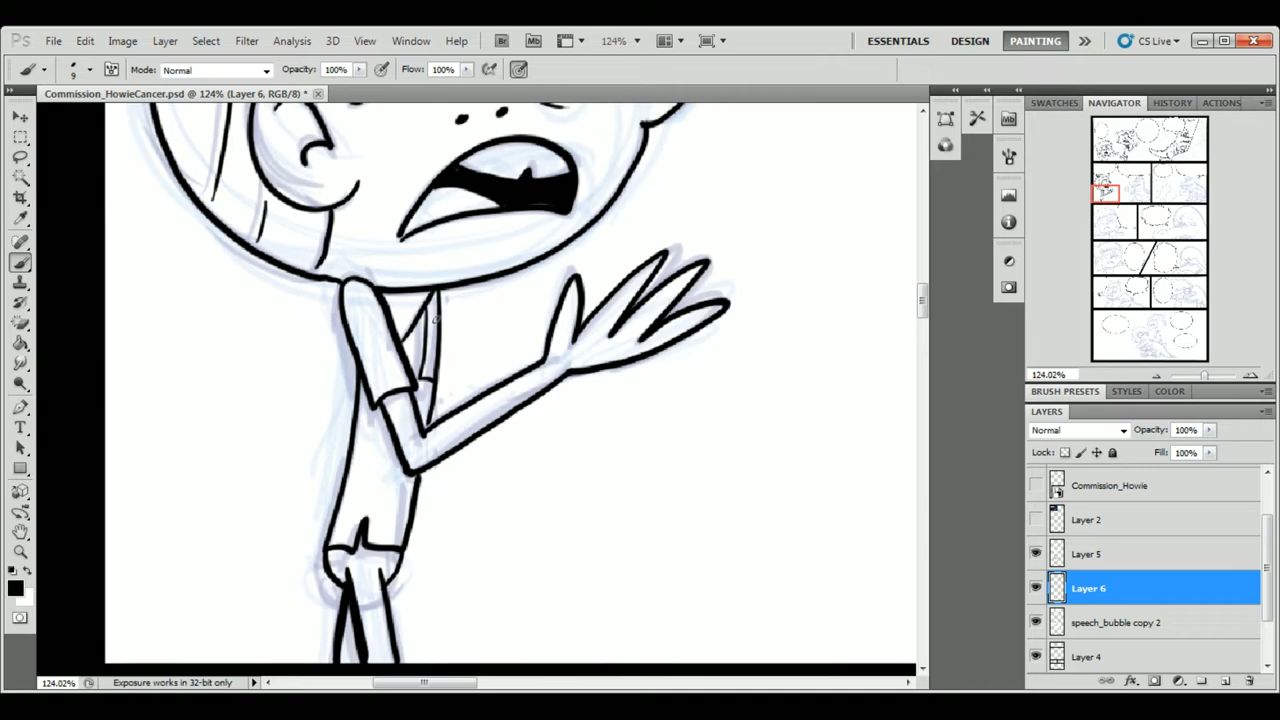 Ps File Edit Image Layer Select Filter Analysis 3D View Window Help Br Mb 124% ESSENTIALS DESIGN PAINTING CS Live
9 Mode: Normal Opacity: 100% Flow: 100%
Commission_HowieCancer.psd @ 124% (Layer 6, RGB/8) *
SWATCHES NAVIGATOR HISTORY ACTIONS
Mb
124.02%
BRUSH PRESETS STYLES COLOR
LAYERS
Normal Opacity: 100%
Lock: Fill: 100%
Commission_Howie
Layer 2
Layer 5
Layer 6
speech_bubble copy 2
Layer 4
124.02% Exposure works in 32-bit only